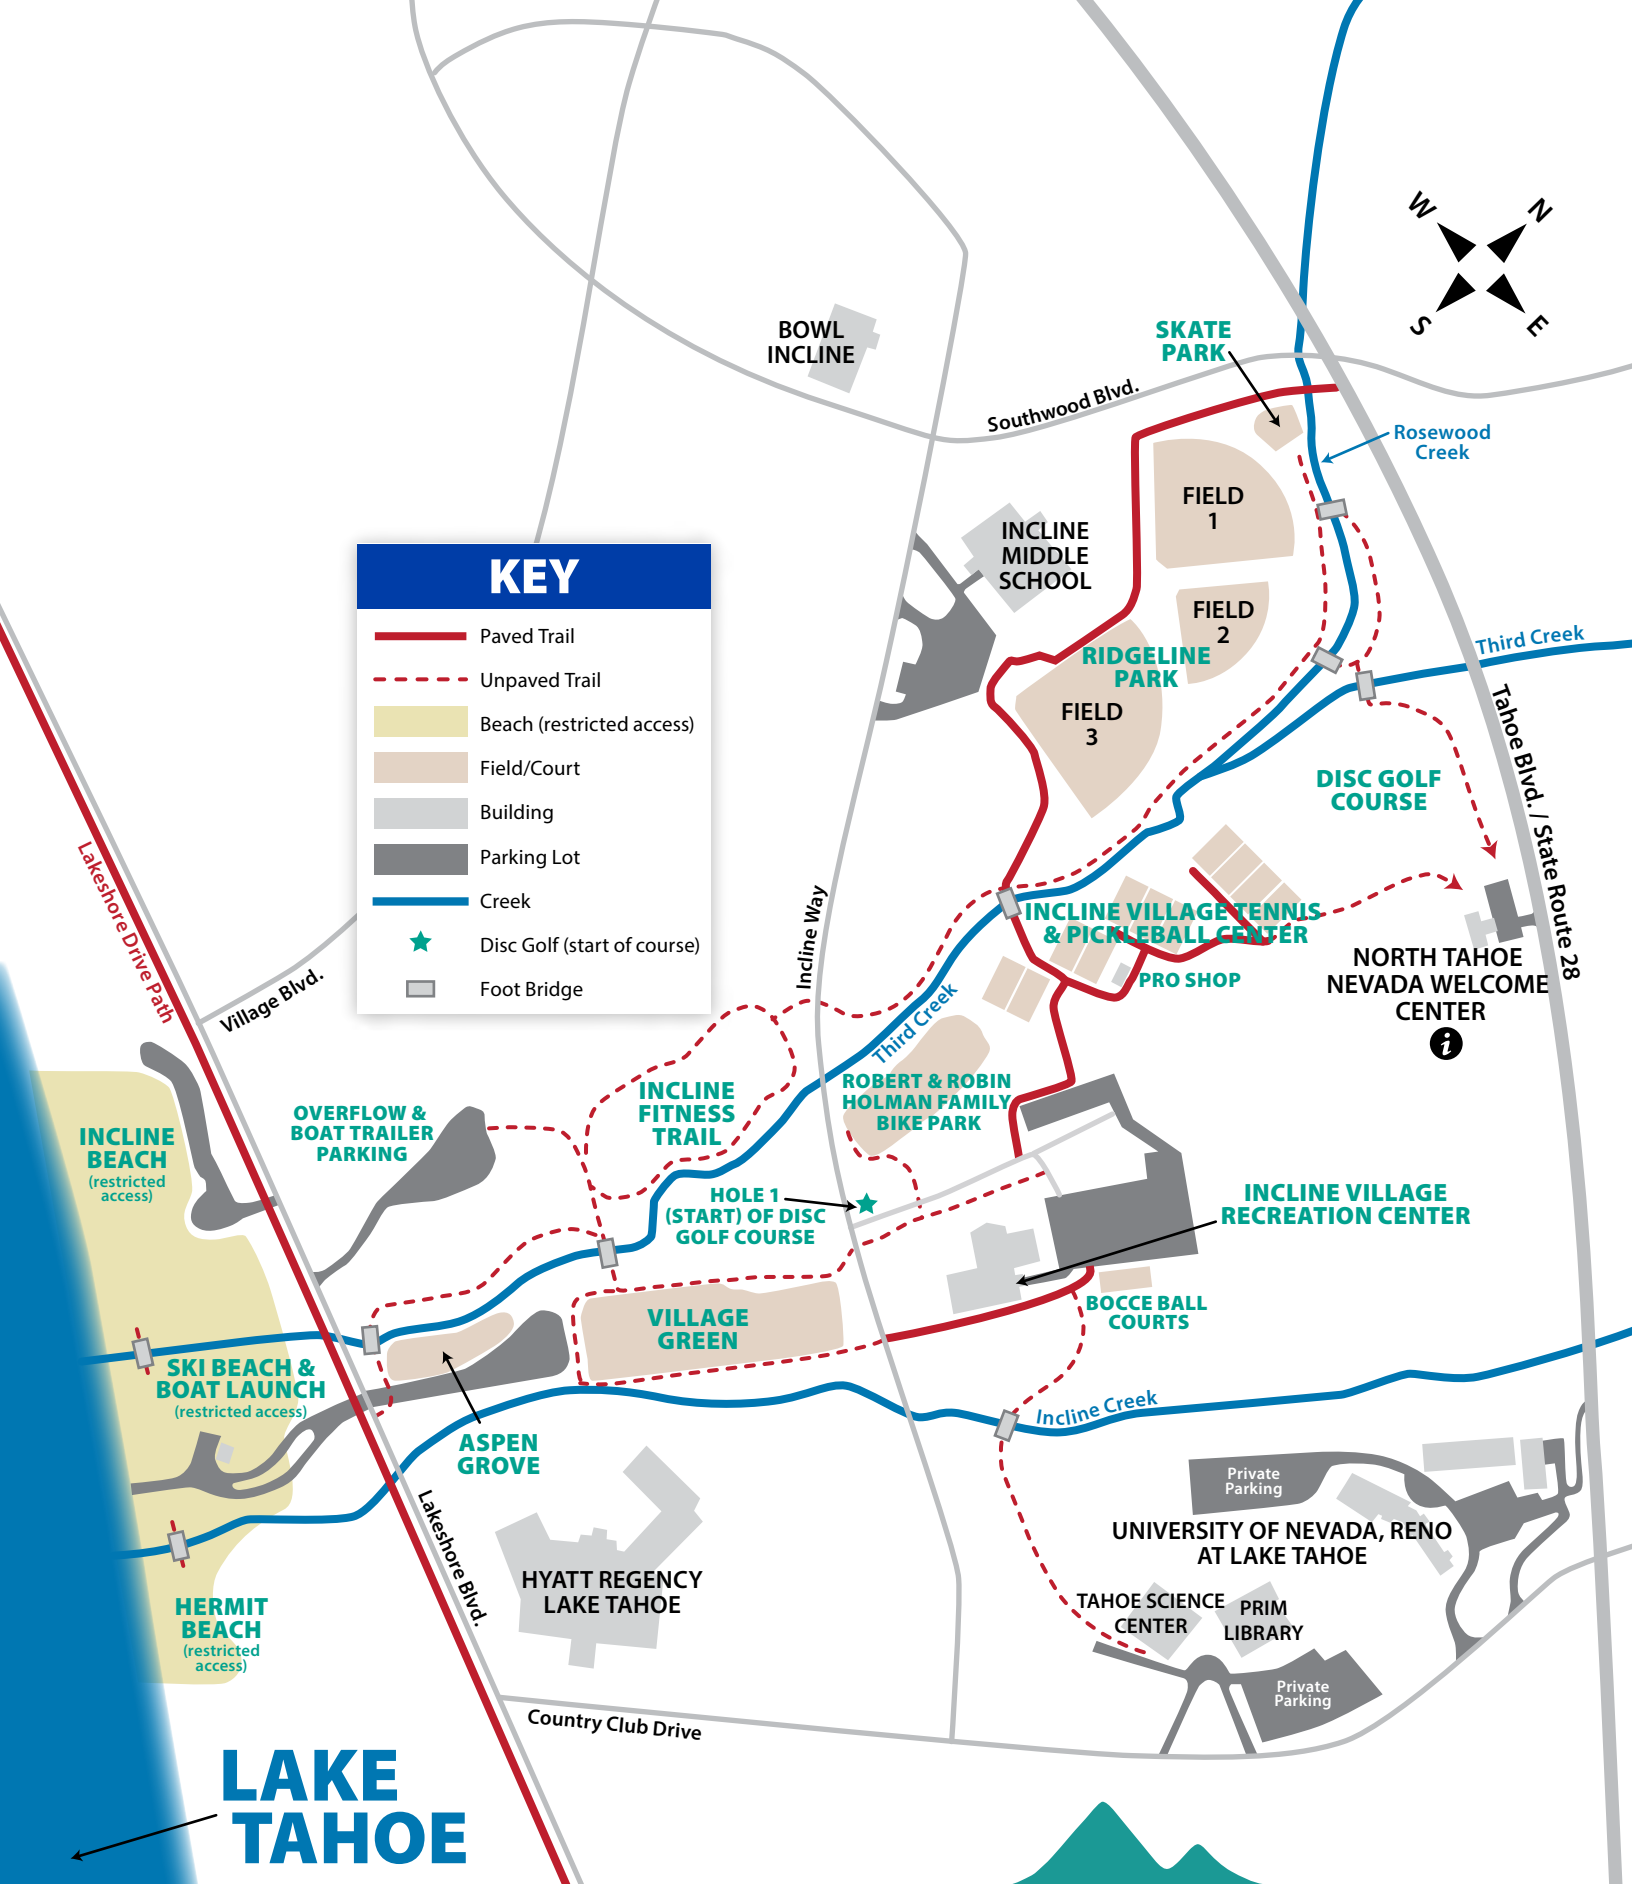 W
N
S
E
BOWL
INCLINE
SKATE
PARK
Southwood Blvd.
Rosewood
Creek
FIELD
1
INCLINE
MIDDLE
SCHOOL
FIELD
2
RIDGELINE
PARK
FIELD
3
Third Creek
Tahoe Blvd. / State Route 28
DISC GOLF
COURSE
KEY
Paved Trail
Unpaved Trail
Beach (restricted access)
Field/Court
Building
Parking Lot
Creek
Disc Golf (start of course)
Foot Bridge
Lakeshore Drive Path
Village Blvd.
Incline Way
INCLINE VILLAGE TENNIS
& PICKLEBALL CENTER
PRO SHOP
NORTH TAHOE
NEVADA WELCOME
CENTER
i
Third Creek
INCLINE
FITNESS
TRAIL
ROBERT & ROBIN
HOLMAN FAMILY
BIKE PARK
OVERFLOW &
BOAT TRAILER
PARKING
INCLINE
BEACH
(restricted
access)
HOLE 1
(START) OF DISC
GOLF COURSE
INCLINE VILLAGE
RECREATION CENTER
BOCCE BALL
COURTS
VILLAGE
GREEN
SKI BEACH &
BOAT LAUNCH
(restricted access)
Incline Creek
ASPEN
GROVE
Lakeshore Blvd.
Private
Parking
UNIVERSITY OF NEVADA, RENO
AT LAKE TAHOE
HYATT REGENCY
LAKE TAHOE
TAHOE SCIENCE
CENTER
PRIM
LIBRARY
HERMIT
BEACH
(restricted
access)
Private
Parking
Country Club Drive
LAKE
TAHOE